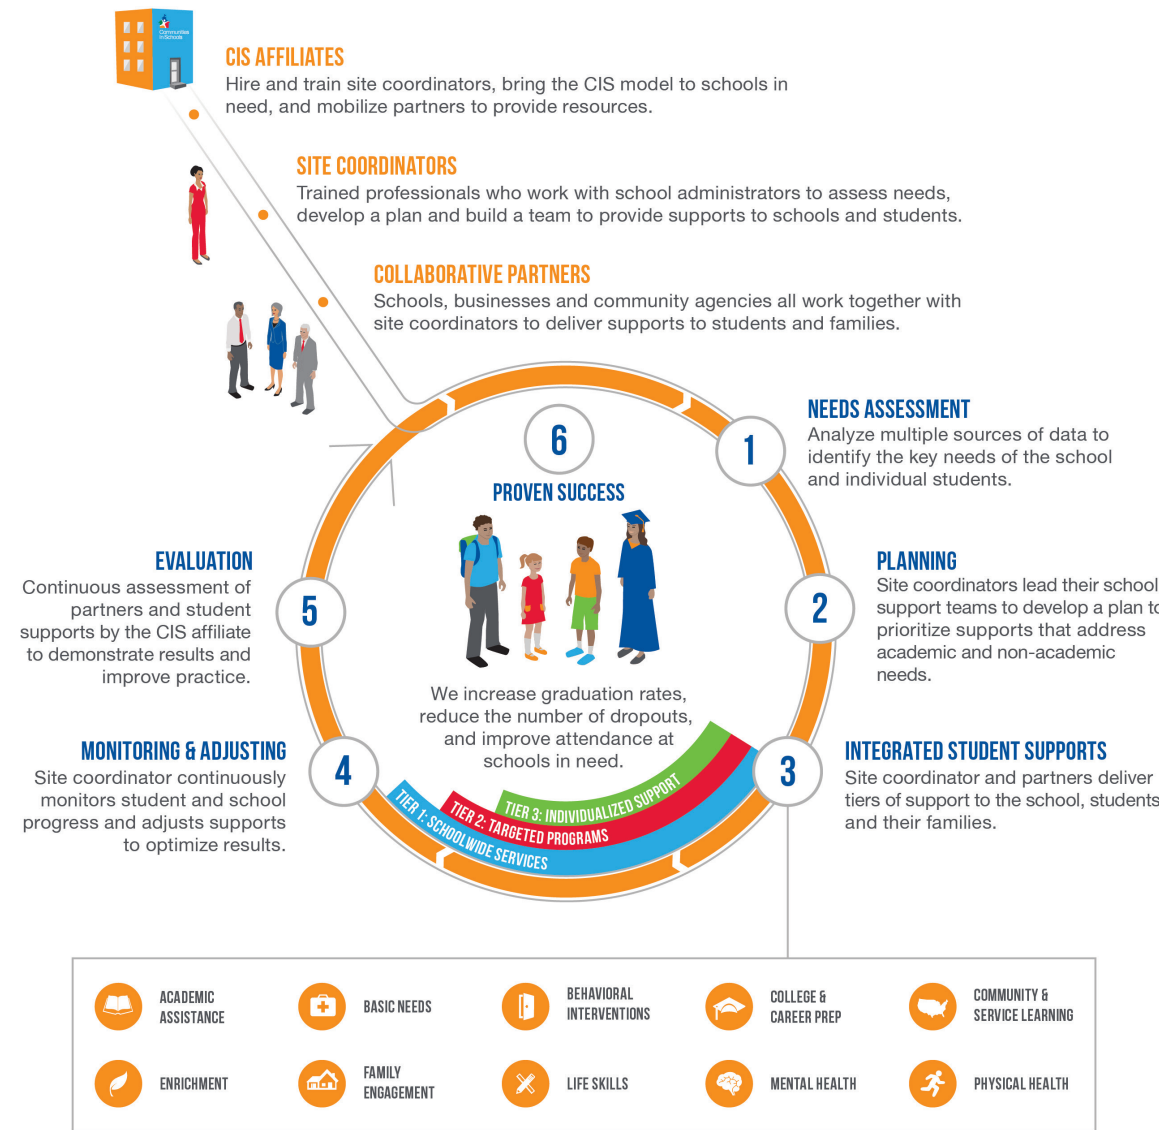 Communities
In Schools
CIS AFFILIATES
Hire and train site coordinators, bring the CIS model to schools in
need, and mobilize partners to provide resources.
SITE COORDINATORS
Trained professionals who work with school administrators to assess needs,
develop a plan and build a team to provide supports to schools and students.
COLLABORATIVE PARTNERS
Schools, businesses and community agencies all work together with
site coordinators to deliver supports to students and families.
1
NEEDS ASSESSMENT
Analyze multiple sources of data to
identify the key needs of the school
and individual students.
2
PLANNING
Site coordinators lead their school
support teams to develop a plan to
prioritize supports that address
academic and non-academic
needs.
3
INTEGRATED STUDENT SUPPORTS
Site coordinator and partners deliver
tiers of support to the school, students
and their families.
4
MONITORING & ADJUSTING
Site coordinator continuously
monitors student and school
progress and adjusts supports
to optimize results.
5
EVALUATION
Continuous assessment of
partners and student
supports by the CIS affiliate
to demonstrate results and
improve practice.
6
PROVEN SUCCESS
We increase graduation rates,
reduce the number of dropouts,
and improve attendance at
schools in need.
TIER 3: INDIVIDUALIZED SUPPORT
TIER 2: TARGETED PROGRAMS
TIER 1: SCHOOLWIDE SERVICES
ACADEMIC
ASSISTANCE
BASIC NEEDS
BEHAVIORAL
INTERVENTIONS
COLLEGE &
CAREER PREP
COMMUNITY &
SERVICE LEARNING
ENRICHMENT
FAMILY
ENGAGEMENT
LIFE SKILLS
MENTAL HEALTH
PHYSICAL HEALTH